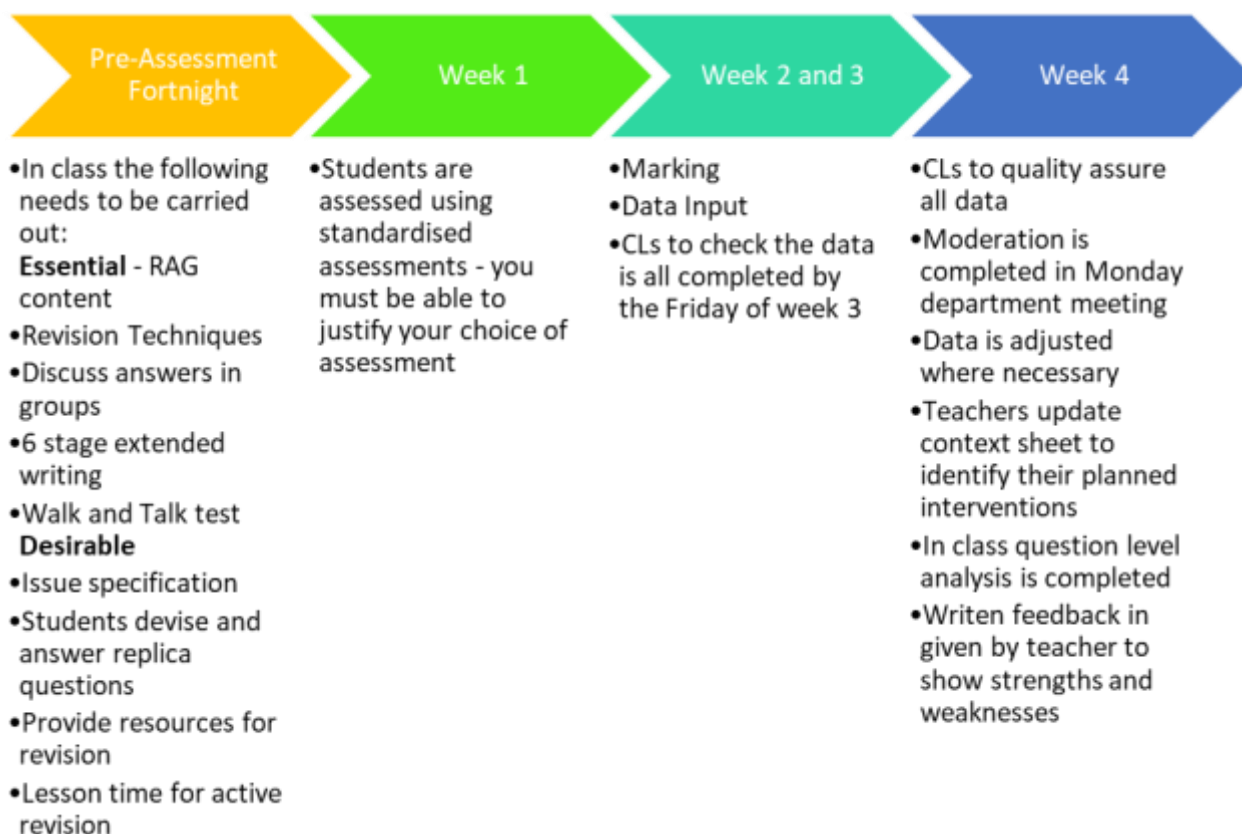 Pre-Assessment
Fortnight
•In class the following
needs to be carried
out:
Essential - RAG
content
•Revision Techniques
•Discuss answers in
groups
•6 stage extended
writing
•Walk and Talk test
Desirable
•Issue specification
•Students devise and
answer replica
questions
•Provide resources for
revision
•Lesson time for active
revision
Week 1
•Students are
assessed using
standardised
assessments - you
must be able to
justify your choice of
assessment
Week 2 and 3
•Marking
•Data Input
•CLs to check the data
is all completed by
the Friday of week 3
Week 4
•CLs to quality assure
all data
•Moderation is
completed in Monday
department meeting
•Data is adjusted
where necessary
•Teachers update
context sheet to
identify their planned
interventions
•In class question level
analysis is completed
•Writen feedback in
given by teacher to
show strengths and
weaknesses